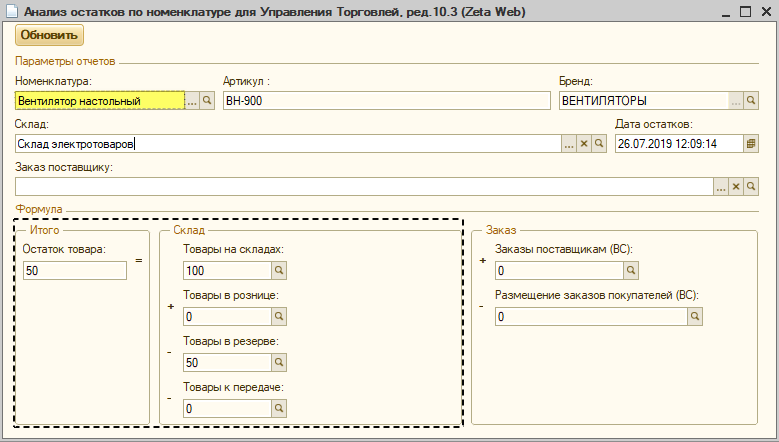 Анализ остатков по номенклатуре для Управления Торговлей, ред.10.3 (Zeta Web)
Обновить
Параметры отчетов
Номенклатура: Артикул : Бренд:
Вентилятор настольный ... ВН-900 ВЕНТИЛЯТОРЫ ...
Склад: Дата остатков:
Склад электротоваров ... × 26.07.2019 12:09:14
Заказ поставщику:
... ×
Формула
Итого Склад Заказ
Остаток товара: Товары на складах: + Заказы поставщикам (ВС):
50 = 100 0
+ Товары в рознице: - Размещение заказов покупателей (ВС):
0 0
- Товары в резерве:
50
- Товары к передаче:
0